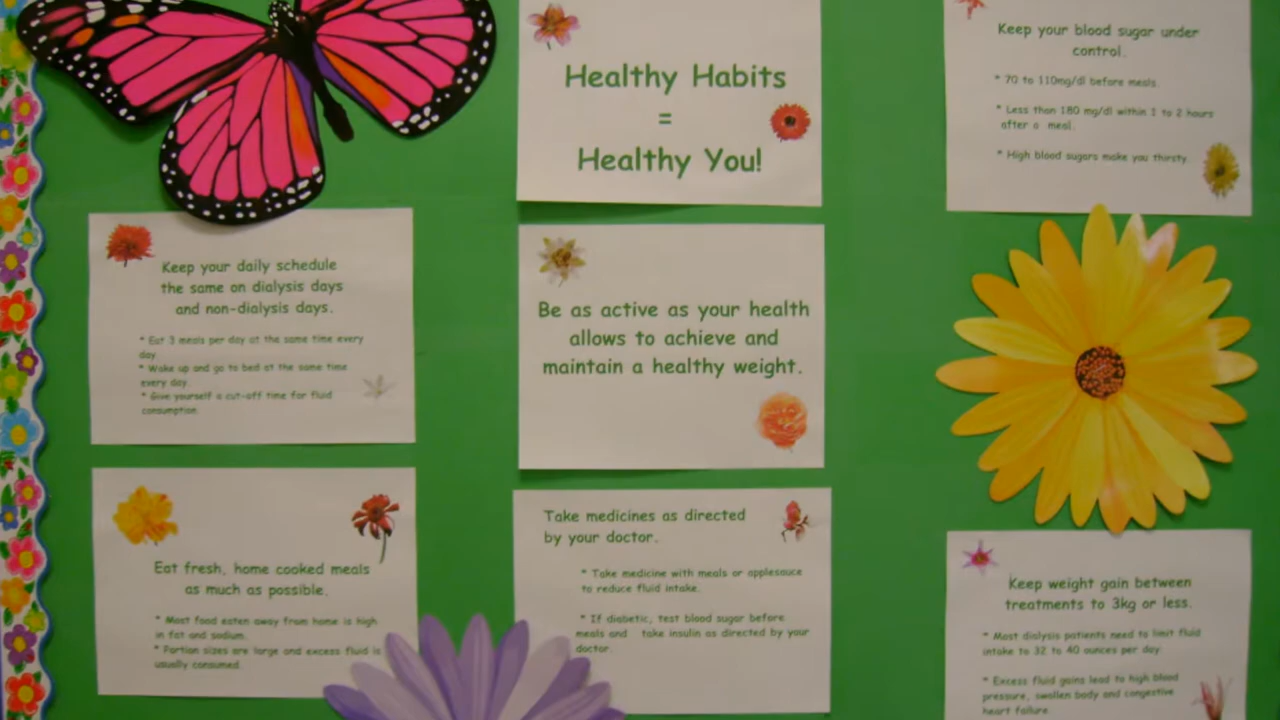 Healthy Habits
=
Healthy You!
Keep your blood sugar under
control.
* 70 to 110mg/dl before meals.
* Less than 180 mg/dl within 1 to 2 hours
after a meal.
* High blood sugars make you thirsty.
Keep your daily schedule
the same on dialysis days
and non-dialysis days.
* Eat 3 meals per day at the same time every
day.
* Wake up and go to bed at the same time
every day.
* Give yourself a cut-off time for fluid
consumption.
Be as active as your health
allows to achieve and
maintain a healthy weight.
Eat fresh, home cooked meals
as much as possible.
* Most food eaten away from home is high
in fat and sodium.
* Portion sizes are large and excess fluid is
usually consumed.
Take medicines as directed
by your doctor.
* Take medicine with meals or applesauce
to reduce fluid intake.
* If diabetic, test blood sugar before
meals and take insulin as directed by your
doctor.
Keep weight gain between
treatments to 3kg or less.
* Most dialysis patients need to limit fluid
intake to 32 to 40 ounces per day.
* Excess fluid gains lead to high blood
pressure, swollen body and congestive
heart failure.